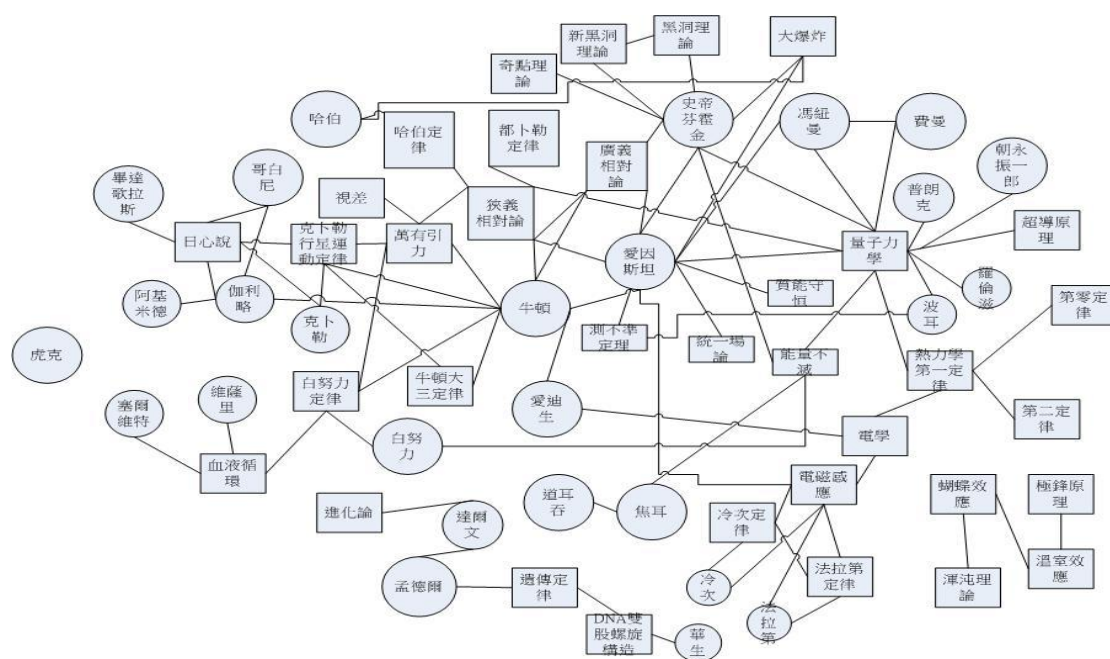 新黑洞
理論
黑洞理
論
大爆炸
奇點理
論
哈伯
哈伯定
律
都卜勒
定律
史帝
芬霍
金
馮紐
曼
費曼
廣義
相對論
朝永
振一
郎
畢達
歌拉
斯
哥白
尼
視差
狹義
相對論
普朗
克
超導原
理
日心說
克卜勒
行星運
動定律
萬有引
力
愛因
斯坦
量子力
學
阿基
米德
伽利
略
克卜
勒
牛頓
質能守
恒
羅
倫滋
波
耳
第零定
律
虎克
測不準
定理
統一
場論
能量不
滅
熱力學
第一定
律
白努力
定律
牛頓大
三定律
愛迪
生
塞爾
維特
維薩
里
第二定
律
白努
力
電學
血液循
環
電磁感
應
道耳
吞
焦耳
蝴蝶效
應
極鋒原
理
進化論
達爾
文
冷次定
律
孟德
爾
遺傳定
律
冷
次
法拉第
定律
渾沌理
論
溫室效
應
DNA雙
股螺旋
構造
華
生
法
拉第